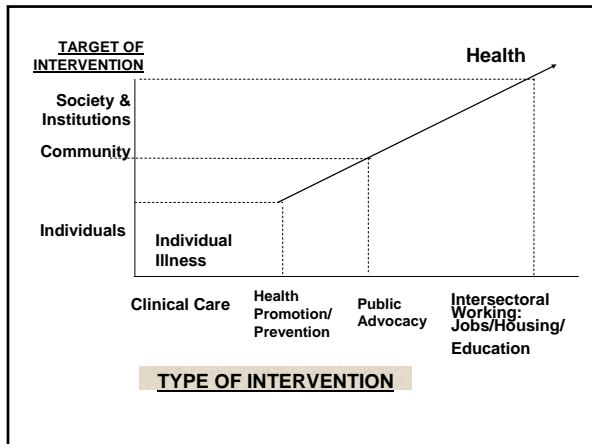 TARGET OF
INTERVENTION
Health
Society &
Institutions
Community
Individuals
Individual
Illness
Clinical Care
Health
Promotion/
Prevention
Public
Advocacy
Intersectoral
Working:
Jobs/Housing/
Education
TYPE OF INTERVENTION